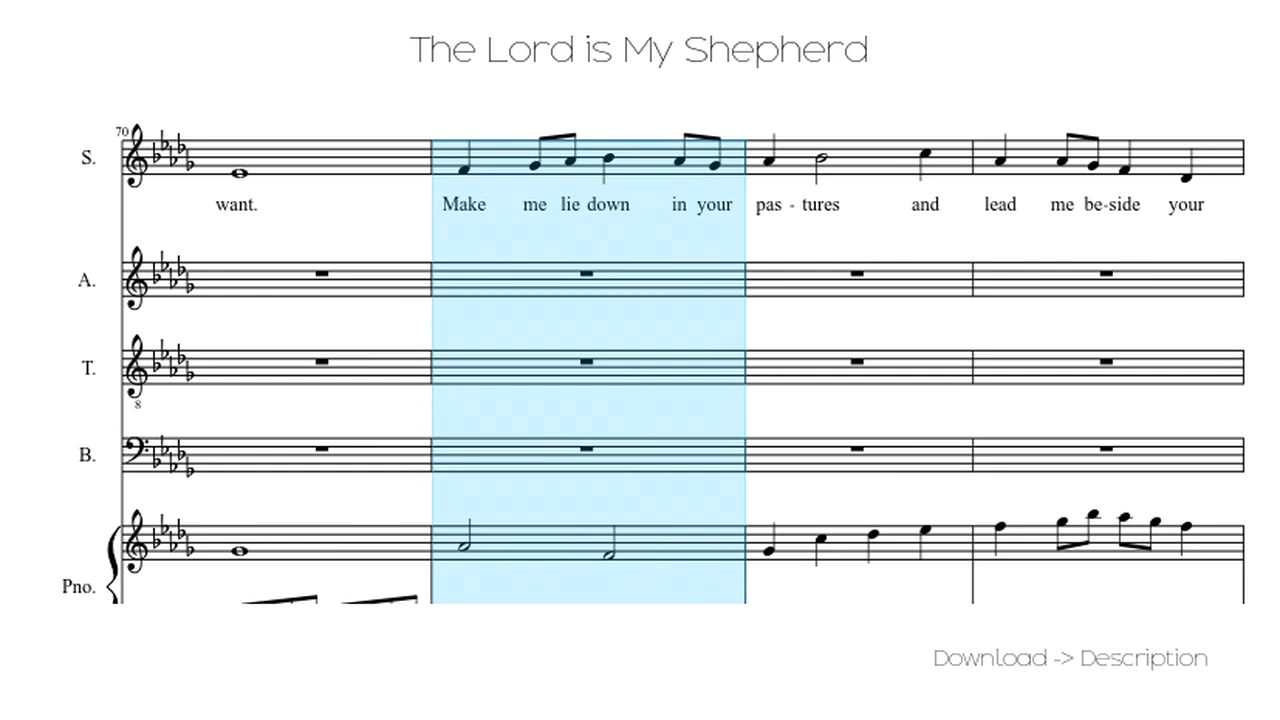 The Lord is My Shepherd
70
S.
want. Make me lie down in your pas - tures and lead me be-side your
A.
T.
8
B.
Pno.
Download -> Description